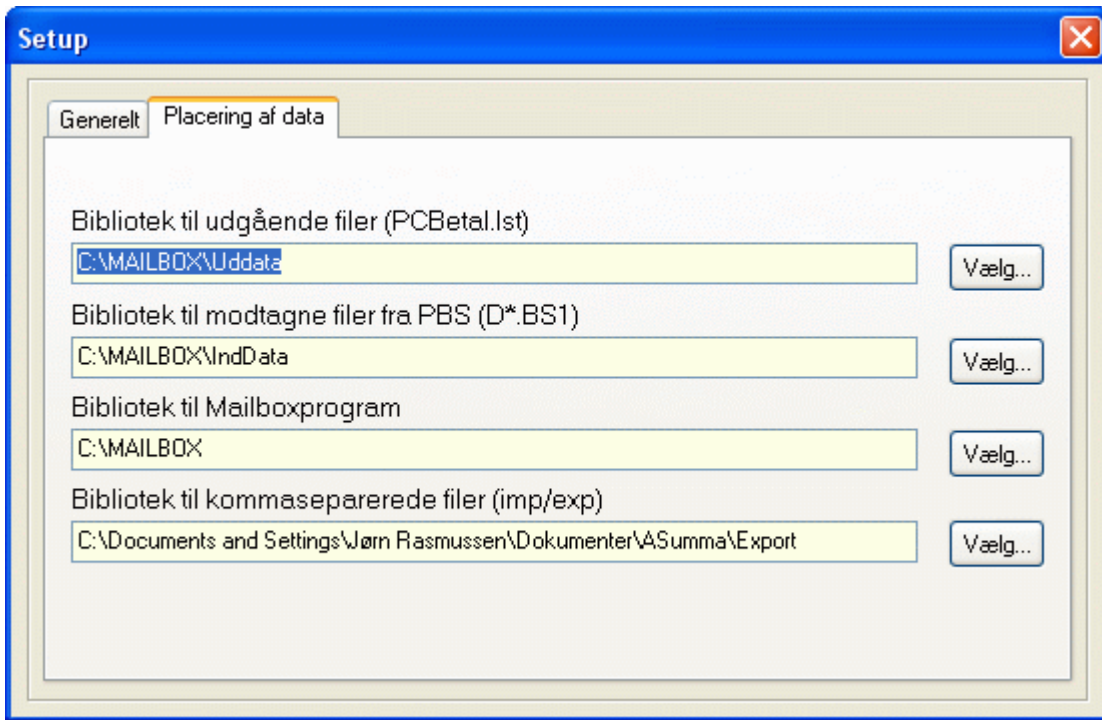 Setup
Generelt
Placering af data
Bibliotek til udgående filer (PCBetal.lst)
C:\MAILBOX\Uddata
Vælg...
Bibliotek til modtagne filer fra PBS (D*.BS1)
C:\MAILBOX\IndData
Vælg...
Bibliotek til Mailboxprogram
C:\MAILBOX
Vælg...
Bibliotek til kommaseparerede filer (imp/exp)
C:\Documents and Settings\Jørn Rasmussen\Dokumenter\ASumma\Export
Vælg...